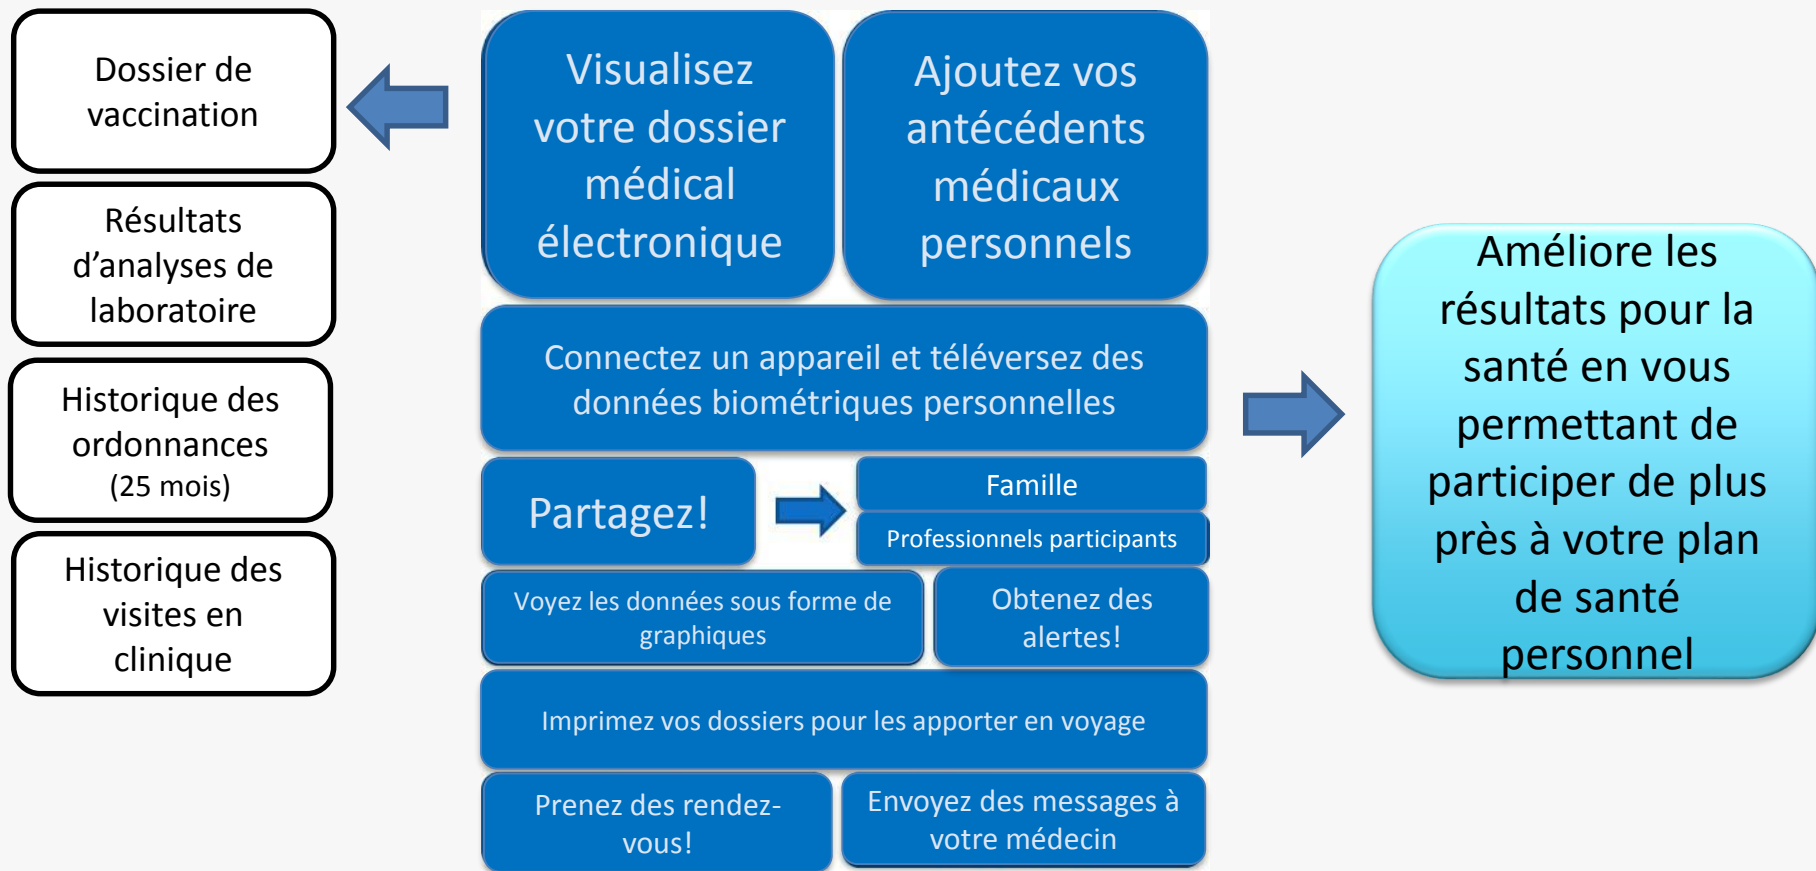 Dossier de
vaccination
Résultats
d’analyses de
laboratoire
Historique des
ordonnances
(25 mois)
Historique des
visites en
clinique
Visualisez
votre dossier
médical
électronique
Ajoutez vos
antécédents
médicaux
personnels
Connectez un appareil et téléversez des
données biométriques personnelles
Partagez!
Famille
Professionnels participants
Voyez les données sous forme de
graphiques
Obtenez des
alertes!
Imprimez vos dossiers pour les apporter en voyage
Prenez des rendez-
vous!
Envoyez des messages à
votre médecin
Améliore les
résultats pour la
santé en vous
permettant de
participer de plus
près à votre plan
de santé
personnel